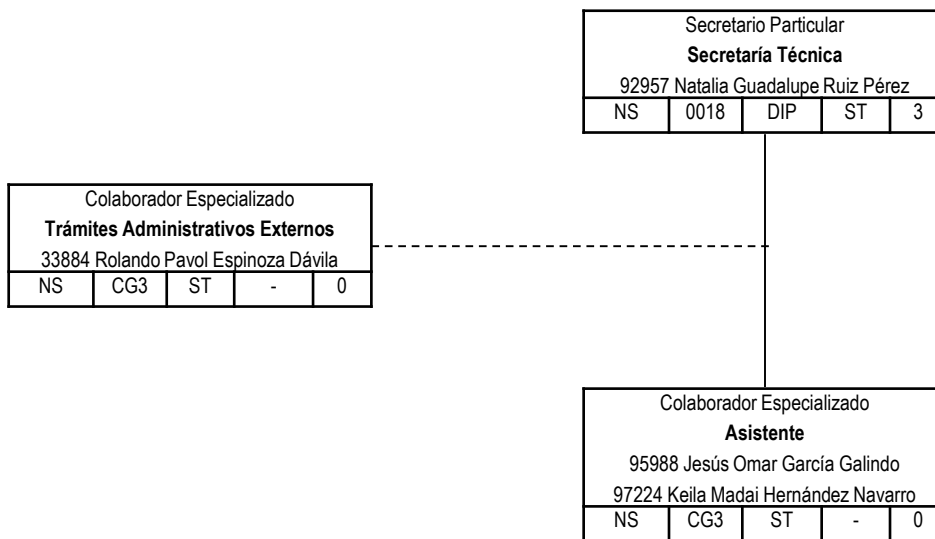 Secretario Particular
Secretaría Técnica
92957 Natalia Guadalupe Ruiz Pérez
NS 0018 DIP ST 3
Colaborador Especializado
Trámites Administrativos Externos
33884 Rolando Pavol Espinoza Dávila
NS CG3 ST - 0
Colaborador Especializado
Asistente
95988 Jesús Omar García Galindo
97224 Keila Madai Hernández Navarro
NS CG3 ST - 0